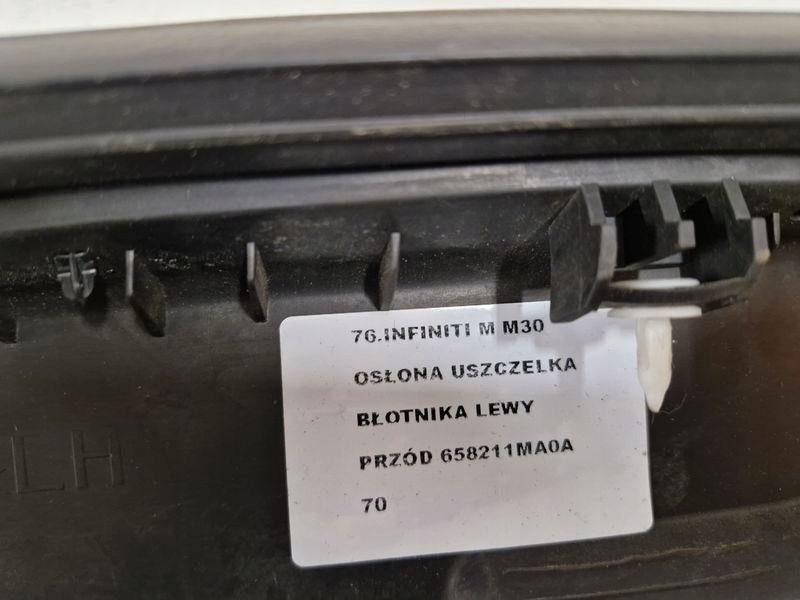 76.INFINITI M M30
OSŁONA USZCZELKA
BŁOTNIKA LEWY
PRZÓD 658211MA0A
70
LH